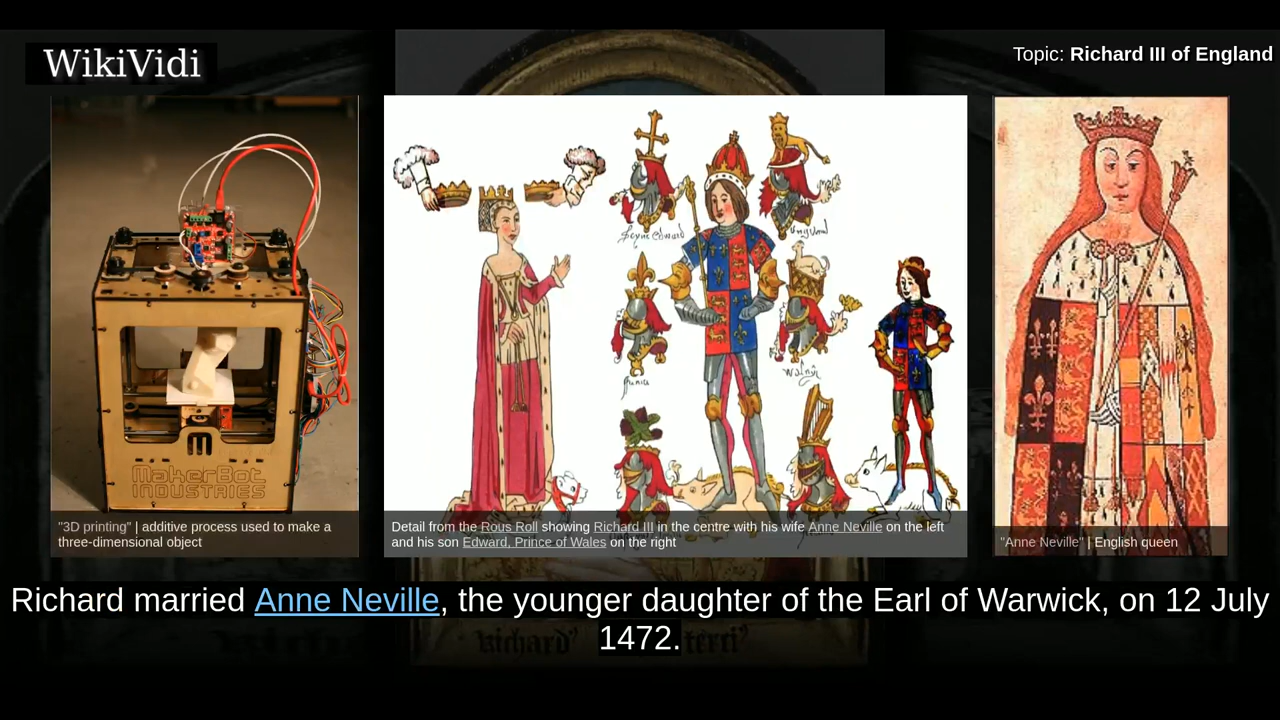 WikiVidi
Topic: Richard III of England
MakerBot
INDUSTRIES
"3D printing" | additive process used to make a
three-dimensional object
Detail from the Rous Roll showing Richard III in the centre with his wife Anne Neville on the left
and his son Edward, Prince of Wales on the right
"Anne Neville" | English queen
Richard married Anne Neville, the younger daughter of the Earl of Warwick, on 12 July
1472.